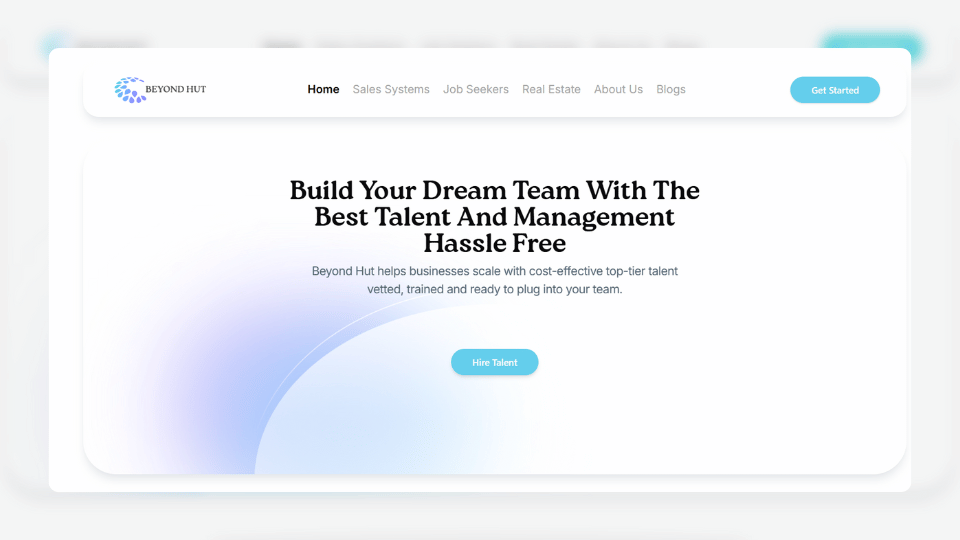 BEYOND HUT
Home Sales Systems Job Seekers Real Estate About Us Blogs
Get Started
Build Your Dream Team With The
Best Talent And Management
Hassle Free
Beyond Hut helps businesses scale with cost-effective top-tier talent
vetted, trained and ready to plug into your team.
Hire Talent